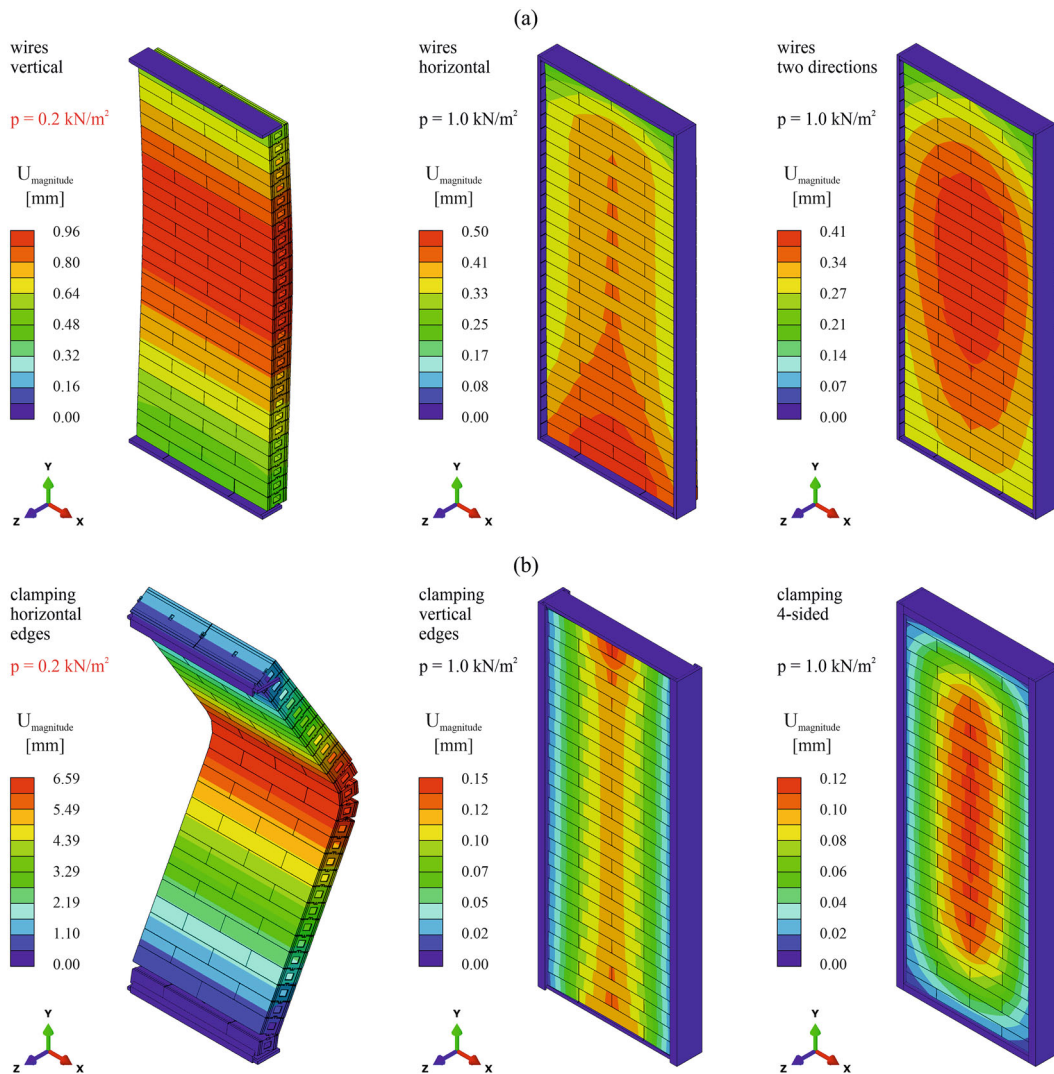 (a)
wires
vertical
p = 0.2 kN/m²
U magnitude
[mm]
0.96
0.80
0.64
0.48
0.32
0.16
0.00
Y
Z
X
wires
horizontal
p = 1.0 kN/m²
U magnitude
[mm]
0.50
0.41
0.33
0.25
0.17
0.08
0.00
Y
Z
X
wires
two directions
p = 1.0 kN/m²
U magnitude
[mm]
0.41
0.34
0.27
0.21
0.14
0.07
0.00
Y
Z
X
(b)
clamping
horizontal
edges
p = 0.2 kN/m²
U magnitude
[mm]
6.59
5.49
4.39
3.29
2.19
1.10
0.00
Y
Z
X
clamping
vertical
edges
p = 1.0 kN/m²
U magnitude
[mm]
0.15
0.12
0.10
0.07
0.05
0.02
0.00
Y
Z
X
clamping
4-sided
p = 1.0 kN/m²
U magnitude
[mm]
0.12
0.10
0.08
0.06
0.04
0.02
0.00
Y
Z
X